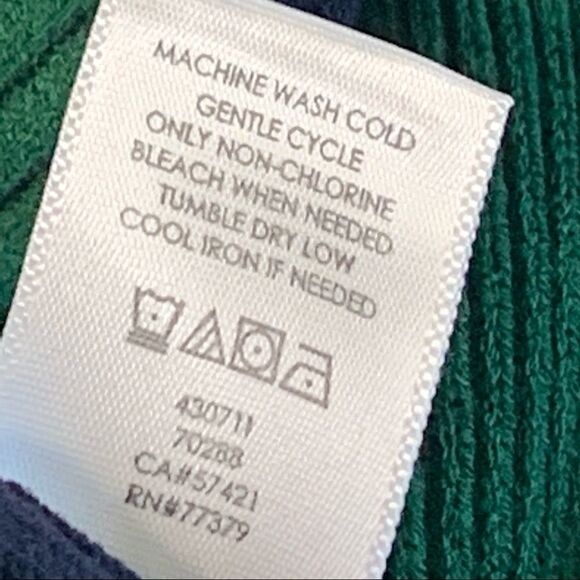 MACHINE WASH COLD
GENTLE CYCLE
ONLY NON-CHLORINE
BLEACH WHEN NEEDED
TUMBLE DRY LOW
COOL IRON IF NEEDED
430711
70288
CA#57421
RN#77379